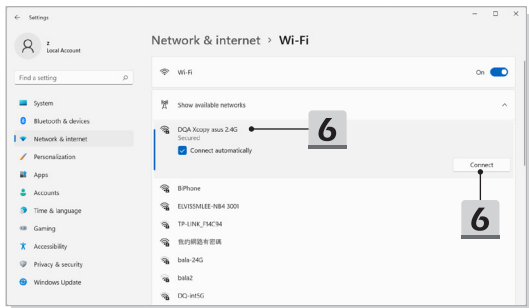 Settings
z
Local Account
Find a setting
System
Bluetooth & devices
Network & internet
Personalization
Apps
Accounts
Time & language
Gaming
Accessibility
Privacy & security
Windows Update
Network & internet > Wi-Fi
Wi-Fi
On
Show available networks
DQA Xcopy asus 2.4G
Secured
Connect automatically
6
Connect
6
BiPhone
ELVISSMLEE-NB4 3001
TP-LINK_F14C94
我的網路有密碼
bala-24G
bala2
DQ-int5G